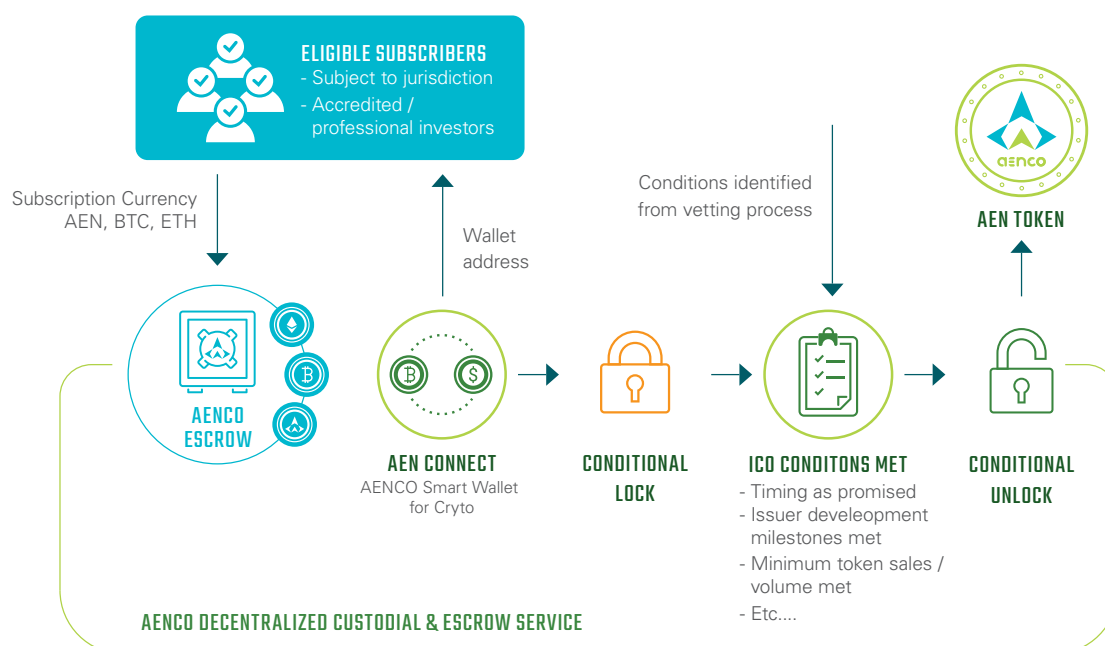 ELIGIBLE SUBSCRIBERS
- Subject to jurisdiction
- Accredited /
professional investors
Subscription Currency
AEN, BTC, ETH
Wallet
address
Conditions identified
from vetting process
aenco
AEN TOKEN
AENCO
ESCROW
AEN CONNECT
AENCO Smart Wallet
for Cryto
CONDITIONAL
LOCK
ICO CONDITONS MET
- Timing as promised
- Issuer develeopment
milestones met
- Minimum token sales /
volume met
- Etc....
CONDITIONAL
UNLOCK
AENCO DECENTRALIZED CUSTODIAL & ESCROW SERVICE